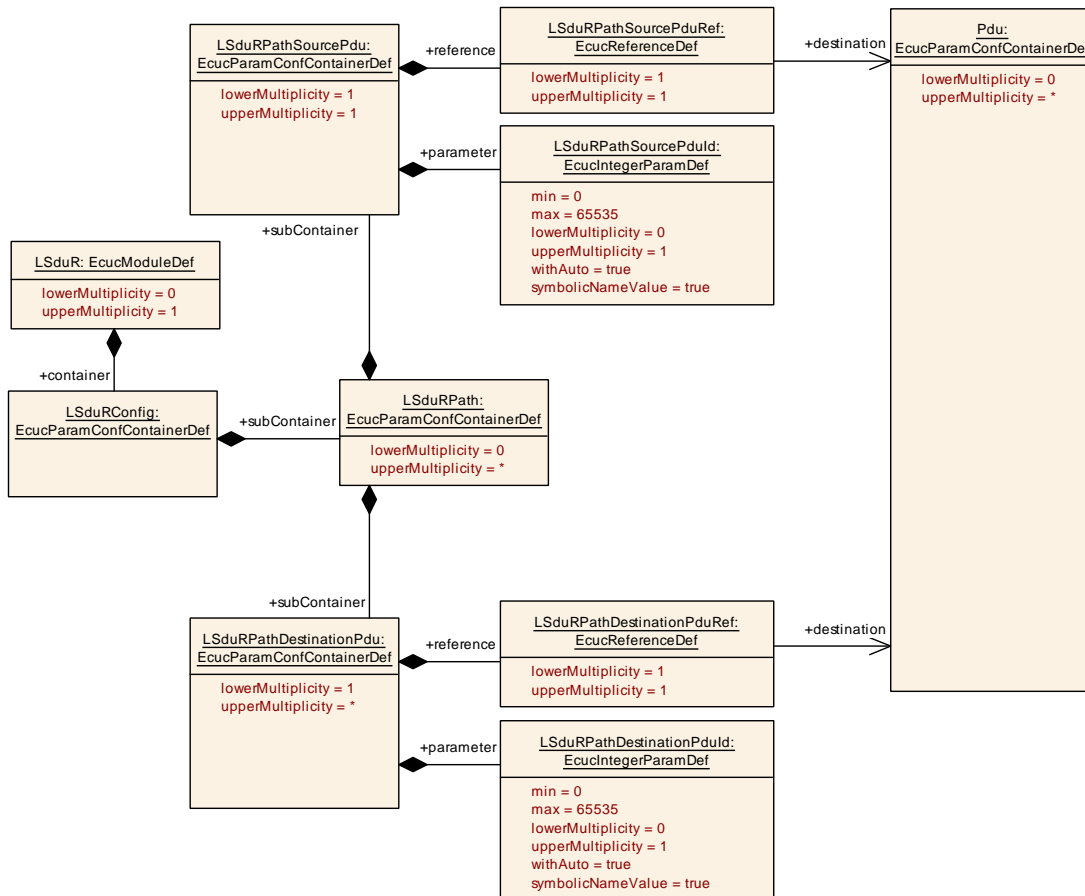 LSduRPathSourcePdu:
EcucParamConfContainerDef
lowerMultiplicity = 1
upperMultiplicity = 1
+reference
LSduRPathSourcePduRef:
EcucReferenceDef
lowerMultiplicity = 1
upperMultiplicity = 1
+destination
Pdu:
EcucParamConfContainerDe
lowerMultiplicity = 0
upperMultiplicity = *
+parameter
LSduRPathSourcePduId:
EcucIntegerParamDef
min = 0
max = 65535
lowerMultiplicity = 0
upperMultiplicity = 1
withAuto = true
symbolicNameValue = true
+subContainer
LSduR: EcucModuleDef
lowerMultiplicity = 0
upperMultiplicity = 1
+container
LSduRConfig:
EcucParamConfContainerDef
+subContainer
LSduRPath:
EcucParamConfContainerDef
lowerMultiplicity = 0
upperMultiplicity = *
+subContainer
LSduRPathDestinationPdu:
EcucParamConfContainerDef
lowerMultiplicity = 1
upperMultiplicity = *
+reference
LSduRPathDestinationPduRef:
EcucReferenceDef
lowerMultiplicity = 1
upperMultiplicity = 1
+destination
+parameter
LSduRPathDestinationPduId:
EcucIntegerParamDef
min = 0
max = 65535
lowerMultiplicity = 0
upperMultiplicity = 1
withAuto = true
symbolicNameValue = true